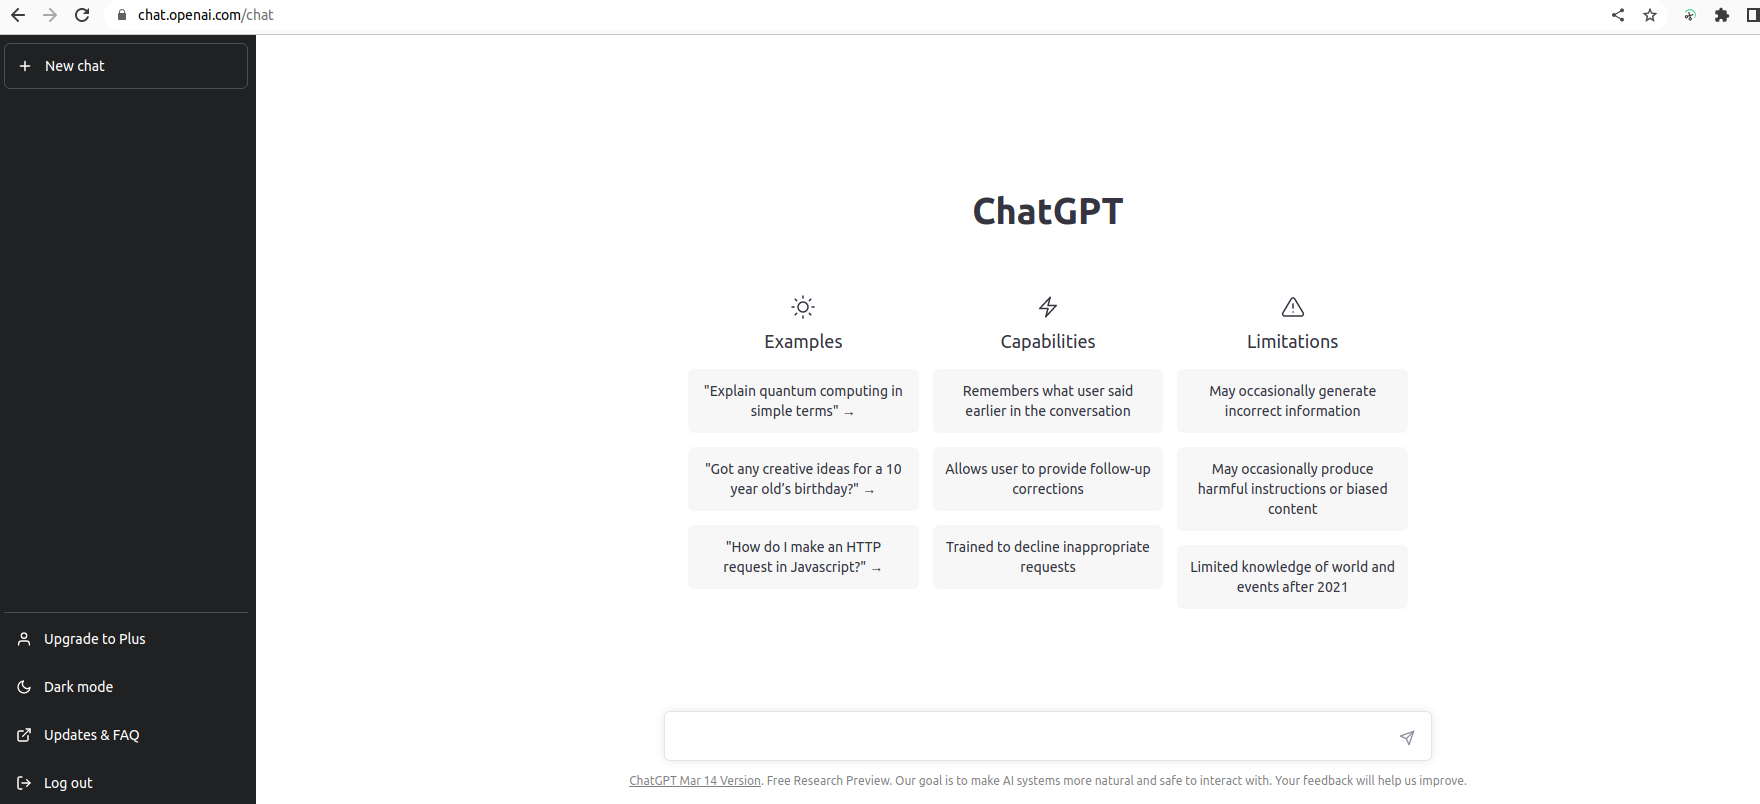 chat.openai.com/chat
New chat
ChatGPT
Examples
"Explain quantum computing in
simple terms" →
"Got any creative ideas for a 10
year old’s birthday?" →
"How do I make an HTTP
request in Javascript?" →
Capabilities
Remembers what user said
earlier in the conversation
Allows user to provide follow-up
corrections
Trained to decline inappropriate
requests
Limitations
May occasionally generate
incorrect information
May occasionally produce
harmful instructions or biased
content
Limited knowledge of world and
events after 2021
Upgrade to Plus
Dark mode
Updates & FAQ
Log out
ChatGPT Mar 14 Version. Free Research Preview. Our goal is to make AI systems more natural and safe to interact with. Your feedback will help us improve.